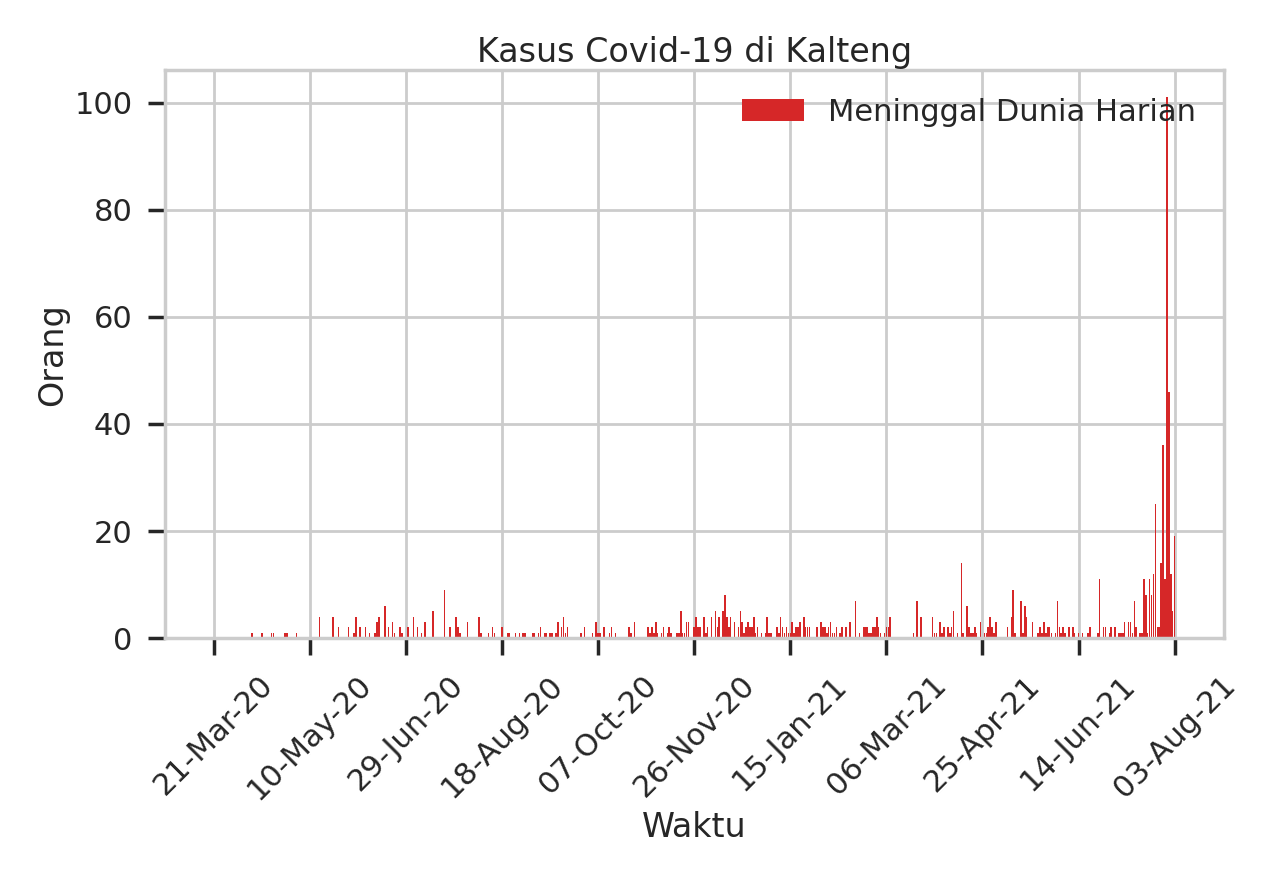 Kasus Covid-19 di Kalteng
Meninggal Dunia Harian
Orang
100
80
60
40
20
0
21-Mar-20
10-May-20
29-Jun-20
18-Aug-20
07-Oct-20
26-Nov-20
15-Jan-21
06-Mar-21
25-Apr-21
14-Jun-21
03-Aug-21
Waktu